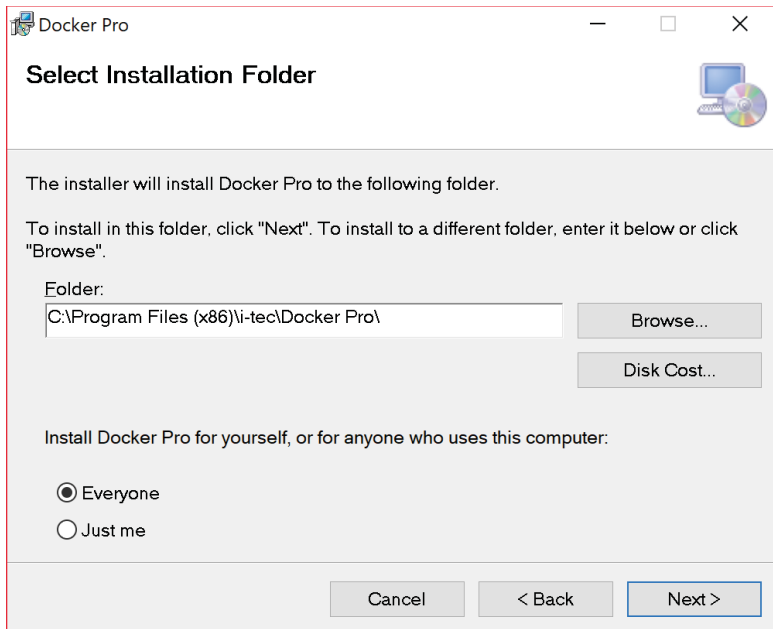 Docker Pro
Select Installation Folder
The installer will install Docker Pro to the following folder.
To install in this folder, click "Next". To install to a different folder, enter it below or click
"Browse".
Folder:
C:\Program Files (x86)\i-tec\Docker Pro\
Browse...
Disk Cost...
Install Docker Pro for yourself, or for anyone who uses this computer:
Everyone
Just me
Cancel
< Back
Next >